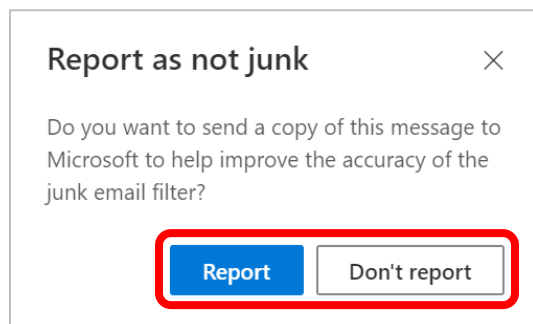 Report as not junk
Do you want to send a copy of this message to
Microsoft to help improve the accuracy of the
junk email filter?
Report Don't report